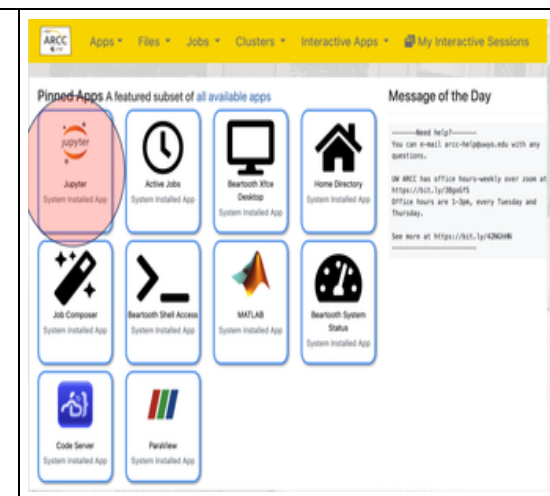 ARCC
Apps
Files
Jobs
Clusters
Interactive Apps
My Interactive Sessions
Pinned Apps A featured subset of all available apps
Message of the Day
Jupyter
Jupyter
System Installed App
Active Jobs
System Installed App
Beartooth Xfce
Desktop
System Installed App
Home Directory
System Installed App
-------Need help?-------
You can e-mail arcc-help@uwyo.edu with any
questions.
UW ARCC has office hours-weekly over zoom at
Office hours are 1-3pm, every Tuesday and
Thursday.
See more at
Job Composer
System Installed App
Beartooth Shell Access
System Installed App
MATLAB
System Installed App
Beartooth System
Status
System Installed App
Code Server
System Installed App
ParaView
System Installed App